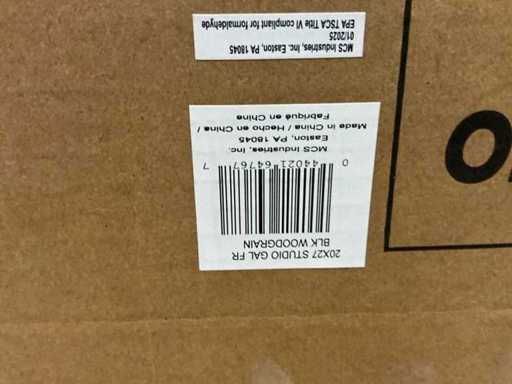 20X27 STUDIO GAL FR
BLK WOODGRAIN
0 44021 64767 7
MCS Industries, Inc.
Easton, PA 18045
Made in China / Hecho en China /
Fabriqué en Chine
MCS Industries, Inc. Easton, PA 18045
01/2025
EPA TSCA Title VI compliant for formaldehyde